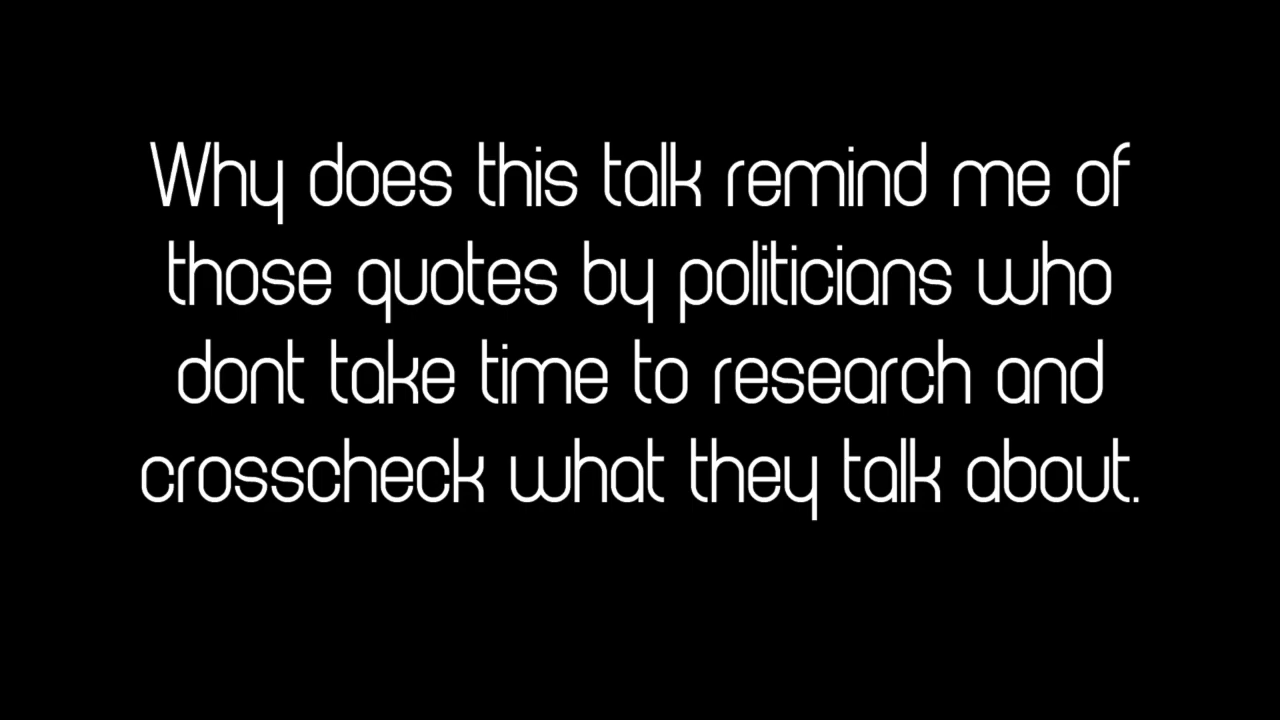 Why does this talk remind me of
those quotes by politicians who
dont take time to research and
crosscheck what they talk about.